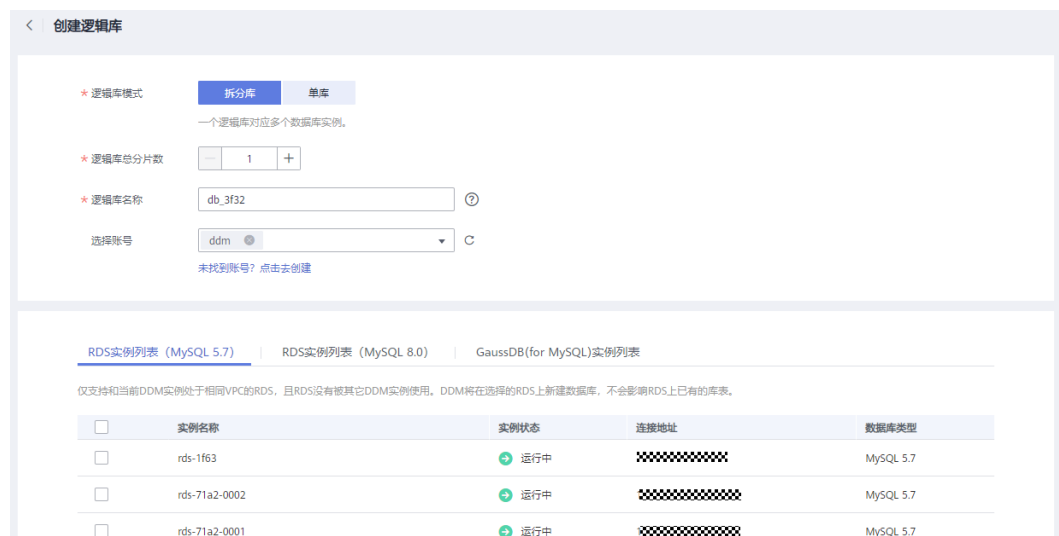 创建逻辑库
* 逻辑库模式 拆分库 单库
一个逻辑库对应多个数据库实例。
* 逻辑库总分片数 — 1 +
* 逻辑库名称 db_3f32
选择账号 ddm
未找到账号？点击去创建
RDS实例列表（MySQL 5.7） RDS实例列表（MySQL 8.0） GaussDB(for MySQL)实例列表
仅支持和当前DDM实例处于相同VPC的RDS，且RDS没有被其它DDM实例使用。DDM将在选择的RDS上新建数据库，不会影响RDS上已有的库表。
实例名称 实例状态 连接地址 数据库类型
rds-1f63 运行中 MySQL 5.7
rds-71a2-0002 运行中 MySQL 5.7
rds-71a2-0001 运行中 MySQL 5.7